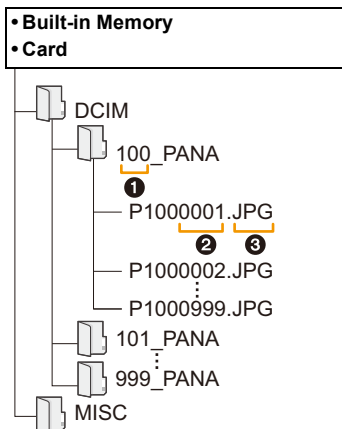 • Built-in Memory
• Card
DCIM
100_PANA
❶
P1000001.JPG
❷ ❸
P1000002.JPG
P1000999.JPG
101_PANA
999_PANA
MISC